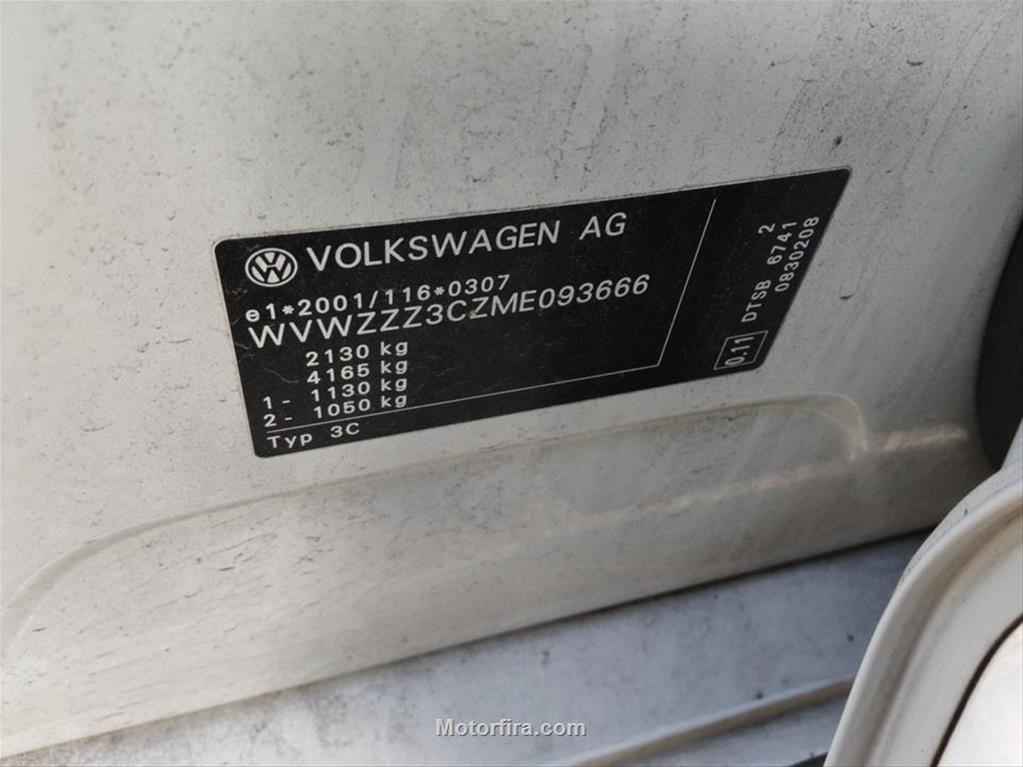 VOLKSWAGEN AG
e1*2001/116*0307
WVWZZZ3CZME093666
2130 kg
4165 kg
1 - 1130 kg
2 - 1050 kg
Typ 3C
0.11 DTSB 6741 2
0830208
Motorfira.com